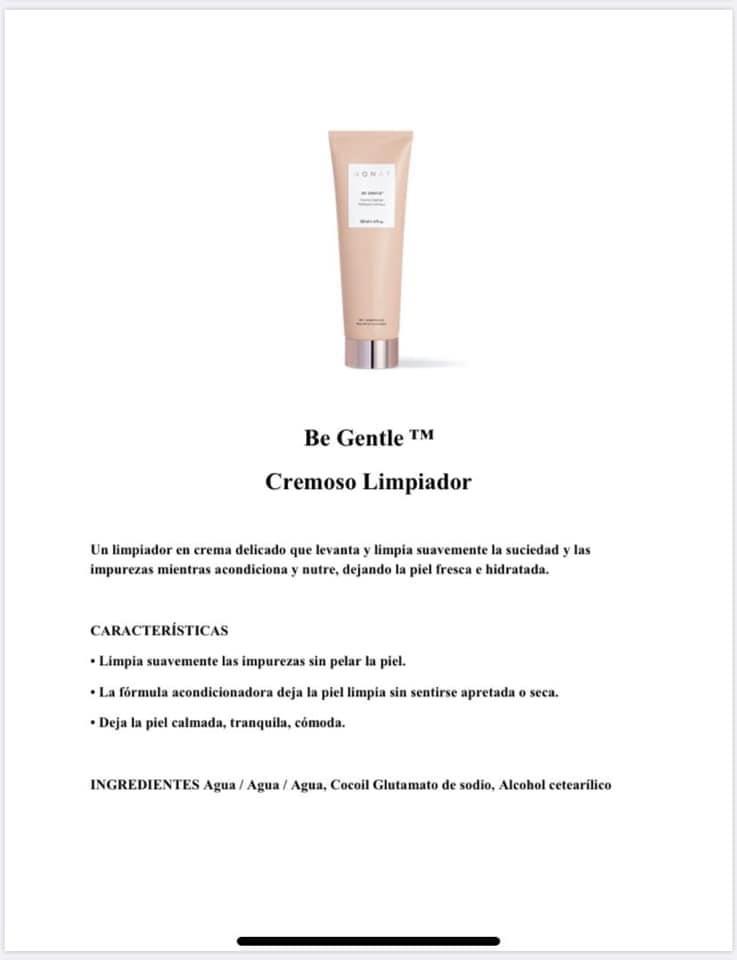 MONAT
BE GENTLE™
Be Gentle ™
Cremoso Limpiador
Un limpiador en crema delicado que levanta y limpia suavemente la suciedad y las
impurezas mientras acondiciona y nutre, dejando la piel fresca e hidratada.
CARACTERÍSTICAS
• Limpia suavemente las impurezas sin pelar la piel.
• La fórmula acondicionadora deja la piel limpia sin sentirse apretada o seca.
• Deja la piel calmada, tranquila, cómoda.
INGREDIENTES Agua / Agua / Agua, Cocoil Glutamato de sodio, Alcohol cetearílico